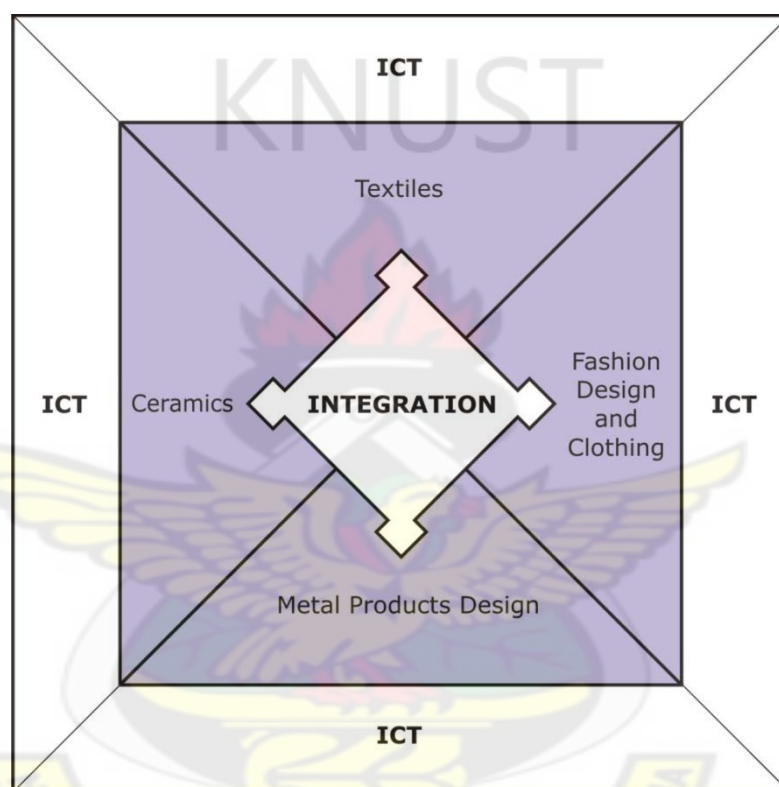 KNUST
ICT
Textiles
ICT
Ceramics
INTEGRATION
Fashion
Design
and
Clothing
ICT
Metal Products Design
ICT